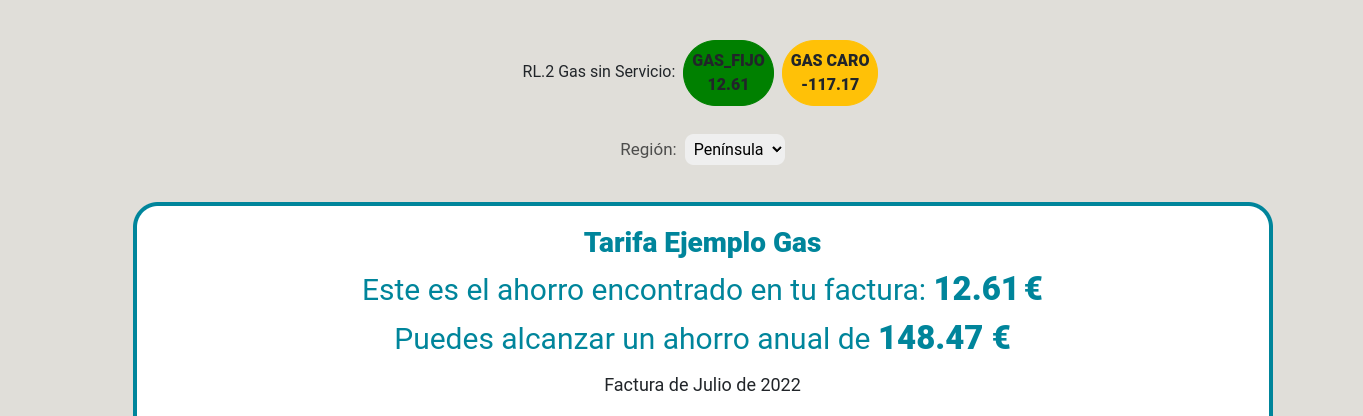 RL.2 Gas sin Servicio:
GAS_FIJO
12.61
GAS CARO
-117.17
Región: Península
Tarifa Ejemplo Gas
Este es el ahorro encontrado en tu factura: 12.61 €
Puedes alcanzar un ahorro anual de 148.47 €
Factura de Julio de 2022